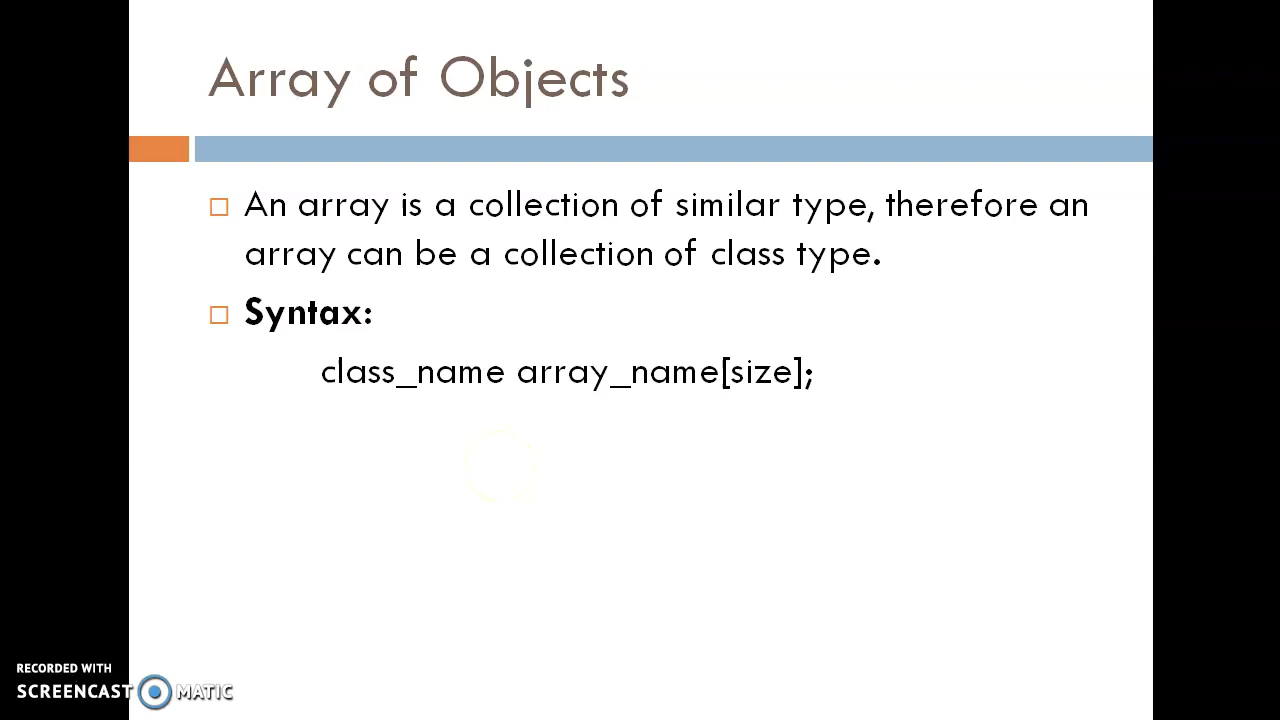 Array of Objects
An array is a collection of similar type, therefore an
array can be a collection of class type.
Syntax:
class_name array_name[size];
RECORDED WITH
SCREENCAST MATIC